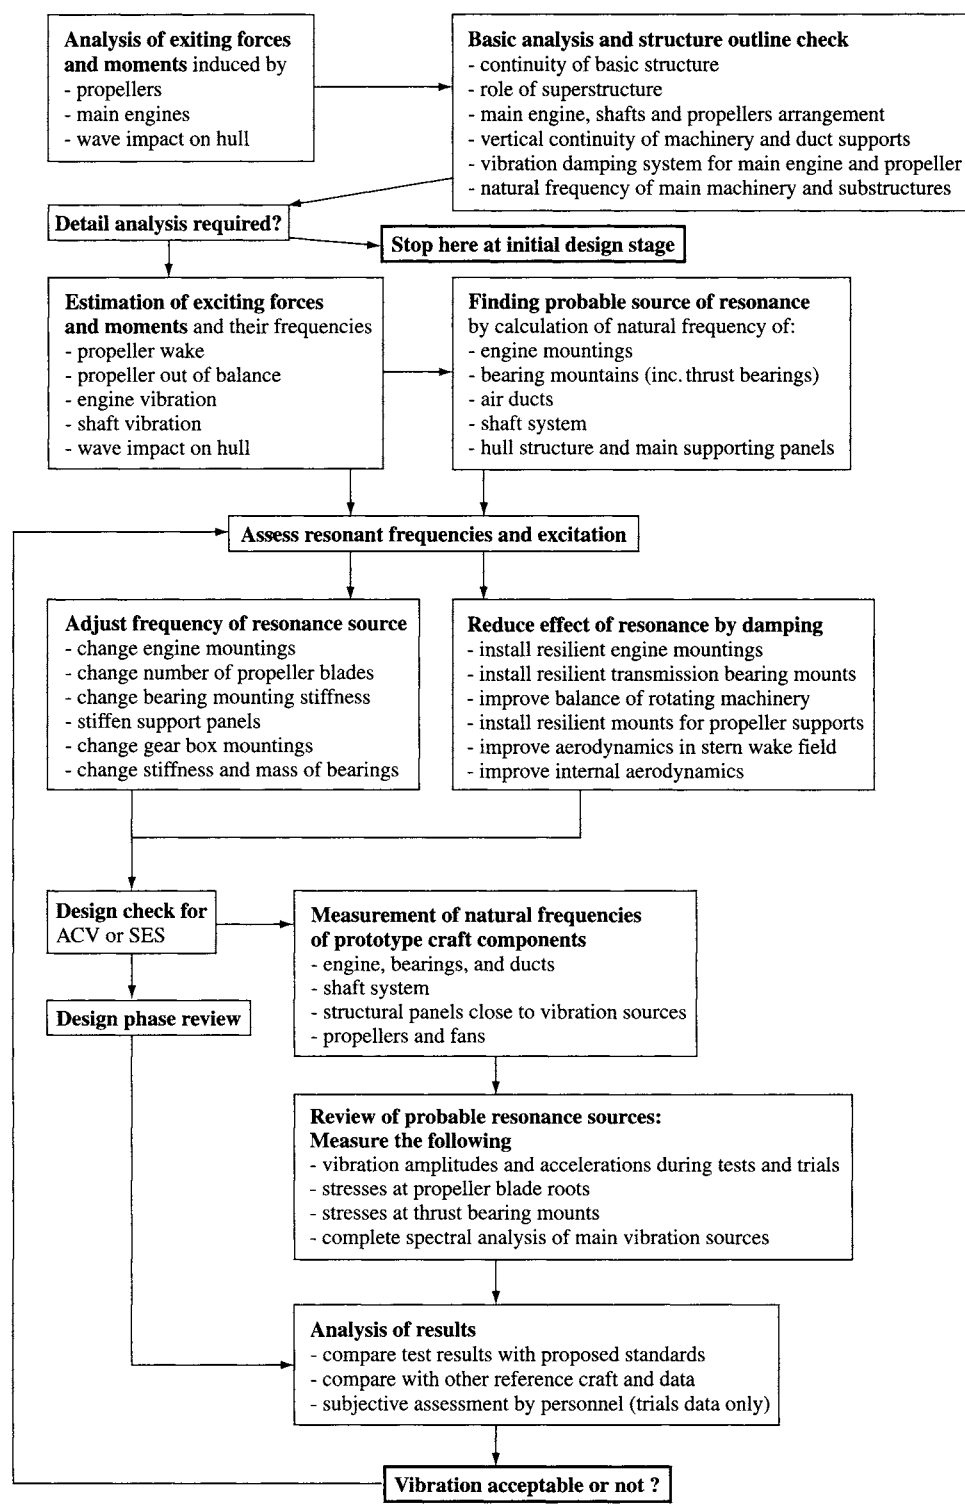 Analysis of exiting forces
and moments induced by
- propellers
- main engines
- wave impact on hull
Basic analysis and structure outline check
- continuity of basic structure
- role of superstructure
- main engine, shafts and propellers arrangement
- vertical continuity of machinery and duct supports
- vibration damping system for main engine and propeller
- natural frequency of main machinery and substructures
Detail analysis required?
Stop here at initial design stage
Estimation of exciting forces
and moments and their frequencies
- propeller wake
- propeller out of balance
- engine vibration
- shaft vibration
- wave impact on hull
Finding probable source of resonance
by calculation of natural frequency of:
- engine mountings
- bearing mountains (inc. thrust bearings)
- air ducts
- shaft system
- hull structure and main supporting panels
Assess resonant frequencies and excitation
Adjust frequency of resonance source
- change engine mountings
- change number of propeller blades
- change bearing mounting stiffness
- stiffen support panels
- change gear box mountings
- change stiffness and mass of bearings
Reduce effect of resonance by damping
- install resilient engine mountings
- install resilient transmission bearing mounts
- improve balance of rotating machinery
- install resilient mounts for propeller supports
- improve aerodynamics in stern wake field
- improve internal aerodynamics
Design check for
ACV or SES
Measurement of natural frequencies
of prototype craft components
- engine, bearings, and ducts
- shaft system
- structural panels close to vibration sources
- propellers and fans
Design phase review
Review of probable resonance sources:
Measure the following
- vibration amplitudes and accelerations during tests and trials
- stresses at propeller blade roots
- stresses at thrust bearing mounts
- complete spectral analysis of main vibration sources
Analysis of results
- compare test results with proposed standards
- compare with other reference craft and data
- subjective assessment by personnel (trials data only)
Vibration acceptable or not ?